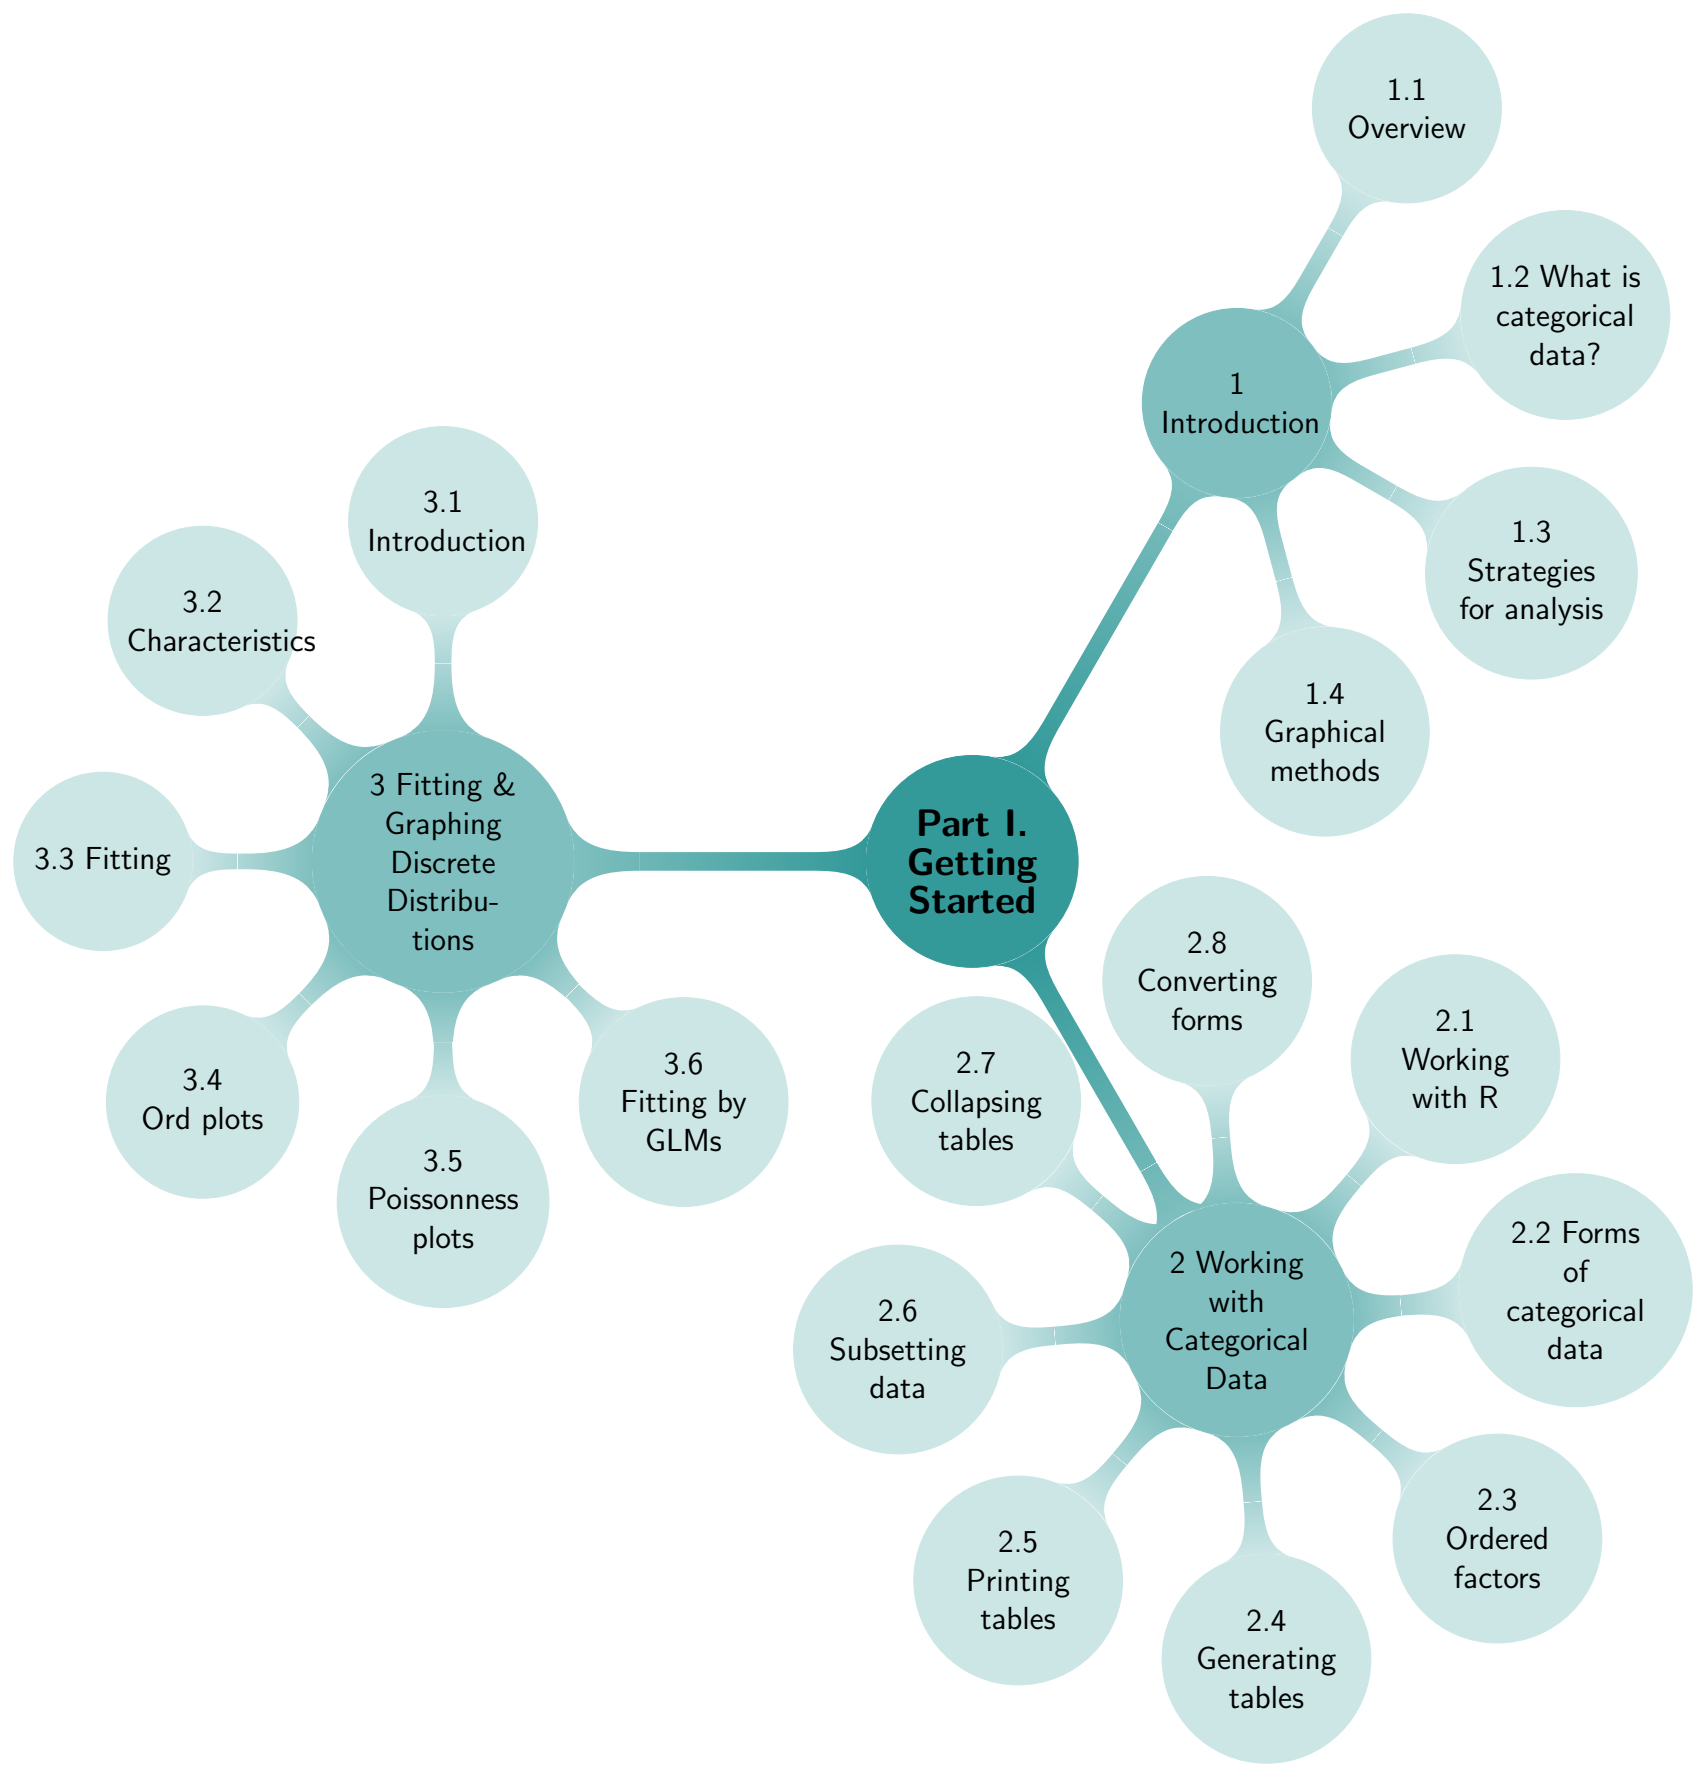 Part I.
Getting
Started
1
Introduction
1.1
Overview
1.2 What is
categorical
data?
1.3
Strategies
for analysis
1.4
Graphical
methods
2 Working
with
Categorical
Data
2.1
Working
with R
2.2 Forms
of
categorical
data
2.3
Ordered
factors
2.4
Generating
tables
2.5
Printing
tables
2.6
Subsetting
data
2.7
Collapsing
tables
2.8
Converting
forms
3 Fitting &
Graphing
Discrete
Distribu-
tions
3.1
Introduction
3.2
Characteristics
3.3 Fitting
3.4
Ord plots
3.5
Poissonness
plots
3.6
Fitting by
GLMs